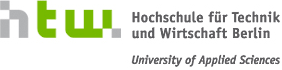 htw.
Hochschule für Technik
und Wirtschaft Berlin
University of Applied Sciences